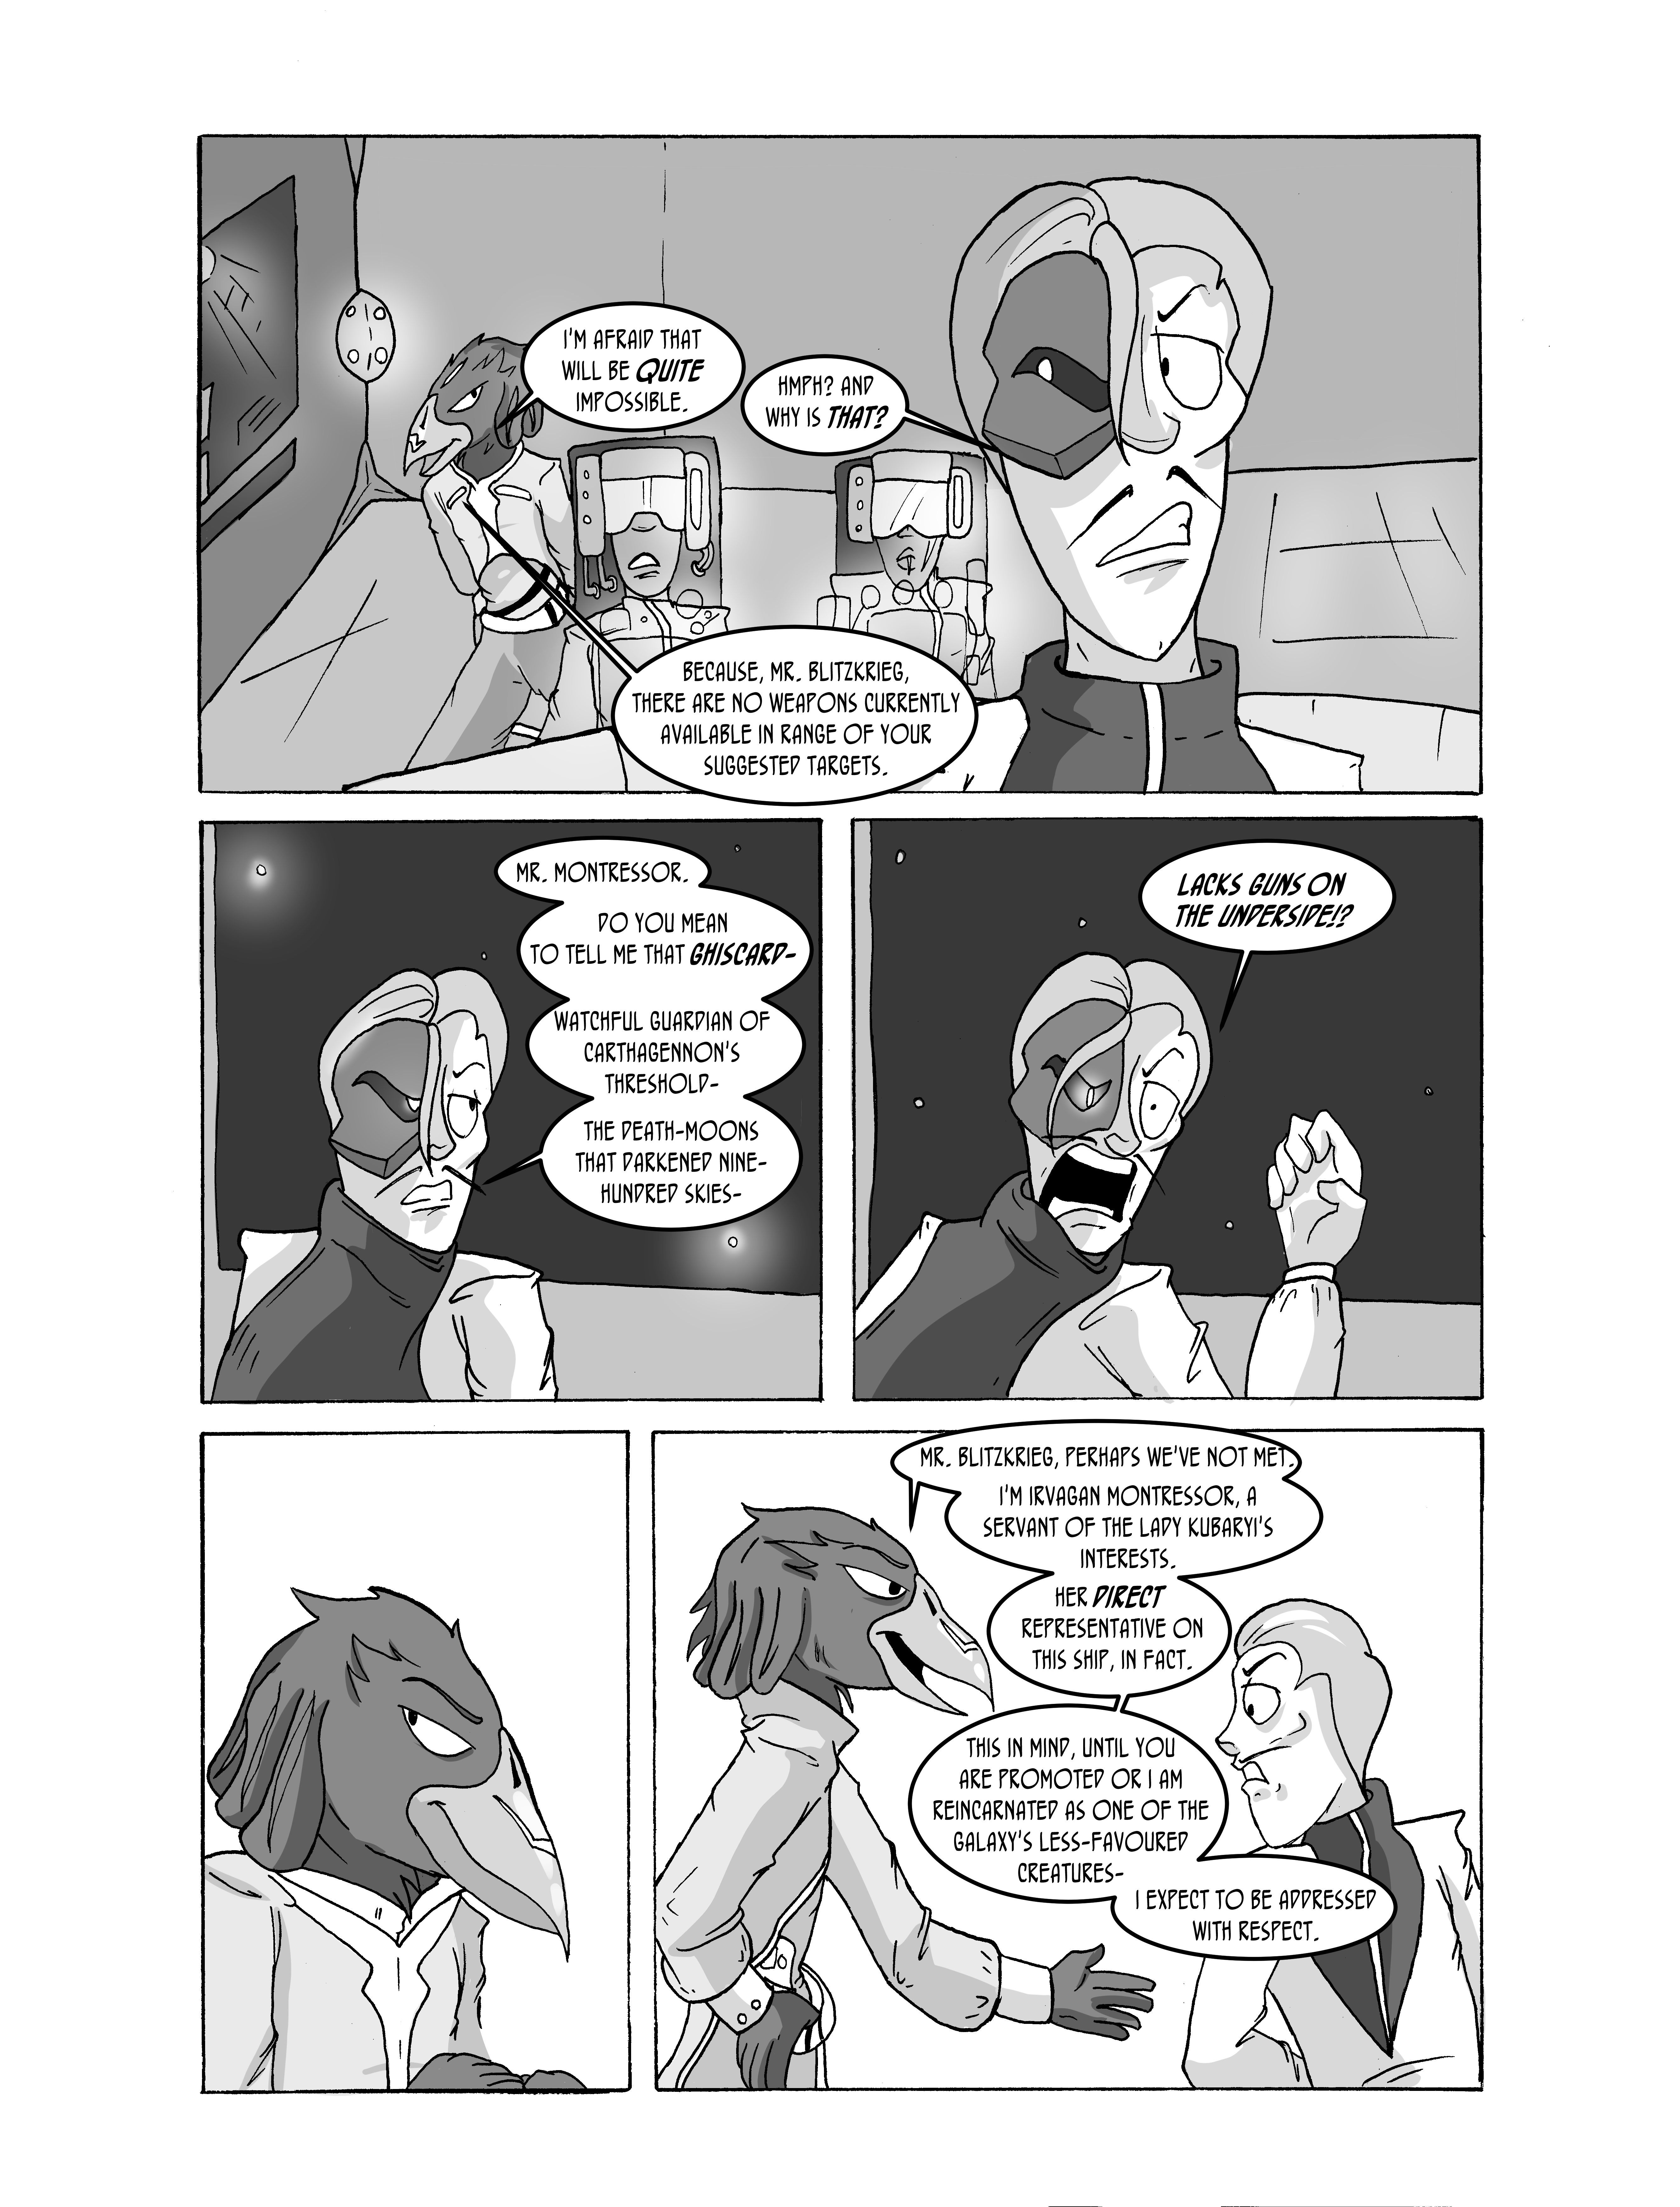 I'M AFRAID THAT
WILL BE QUITE
IMPOSSIBLE.
HMPH? AND
WHY IS THAT?
BECAUSE, MR. BLITZKRIEG,
THERE ARE NO WEAPONS CURRENTLY
AVAILABLE IN RANGE OF YOUR
SUGGESTED TARGETS.
MR. MONTRESSOR.
DO YOU MEAN
TO TELL ME THAT GHISCARD-
WATCHFUL GUARDIAN OF
CARTHAGENNON'S
THRESHOLD-
THE DEATH-MOONS
THAT DARKENED NINE-
HUNDRED SKIES-
LACKS GUNS ON
THE UNDERSIDE!?
MR. BLITZKRIEG, PERHAPS WE'VE NOT MET.
I'M IRVAGAN MONTRESSOR, A
SERVANT OF THE LADY KUBARYI'S
INTERESTS.
HER DIRECT
REPRESENTATIVE ON
THIS SHIP, IN FACT.
THIS IN MIND, UNTIL YOU
ARE PROMOTED OR I AM
REINCARNATED AS ONE OF THE
GALAXY'S LESS-FAVOURED
CREATURES-
I EXPECT TO BE ADDRESSED
WITH RESPECT.